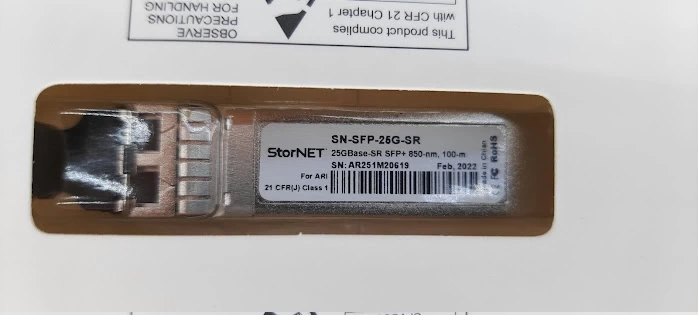 OBSERVE
PRECAUTIONS
FOR HANDLING
This product complies
with CFR 21 Chapter 1
SN-SFP-25G-SR
StorNET
25GBase-SR SFP+ 850-nm, 100-m
SN: AR251M20619 Feb, 2022
For ARI
21 CFR(J) Class 1
Made in China
CE FC RoHS